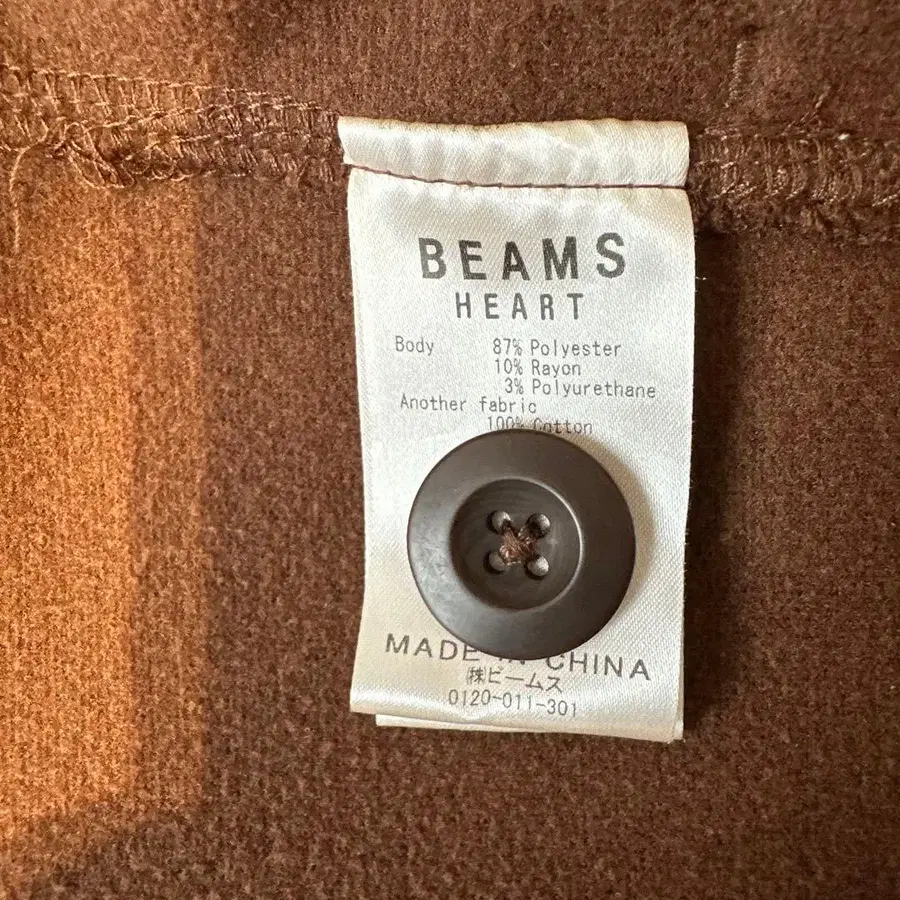 BEAMS
HEART
Body 87% Polyester
10% Rayon
3% Polyurethane
Another fabric
100% Cotton
MADE IN CHINA
㈱ビームス
0120-011-301